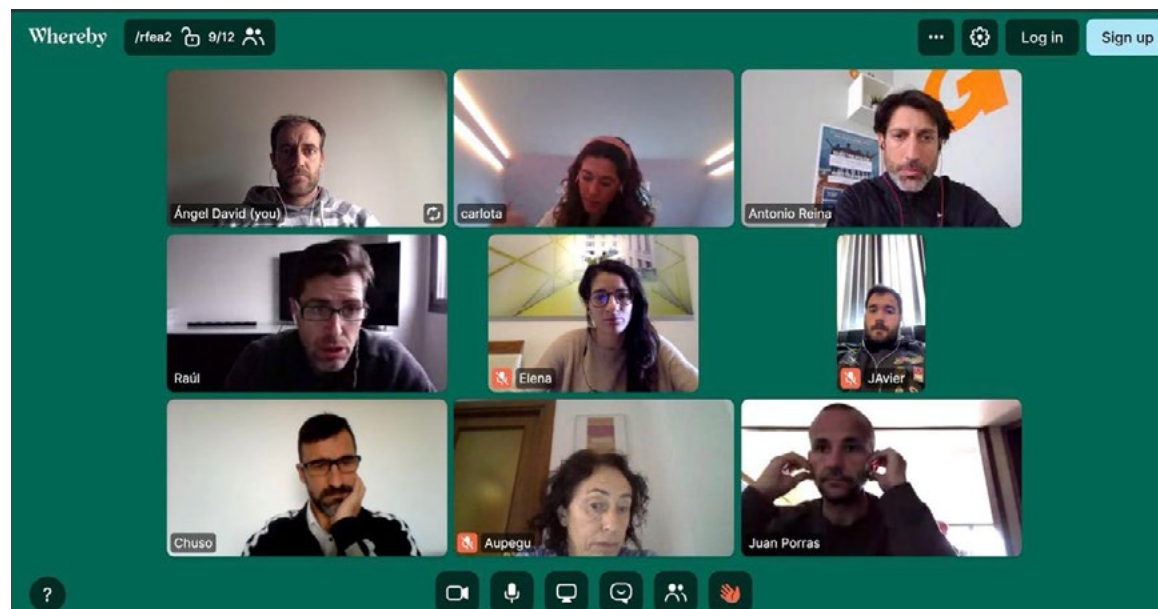 Whereby
/rfea2 9/12
Log in
Sign up
Ángel David (you)
carlota
Antonio Reina
Raúl
Elena
JAvier
Chuso
Aupegu
Juan Porras
?